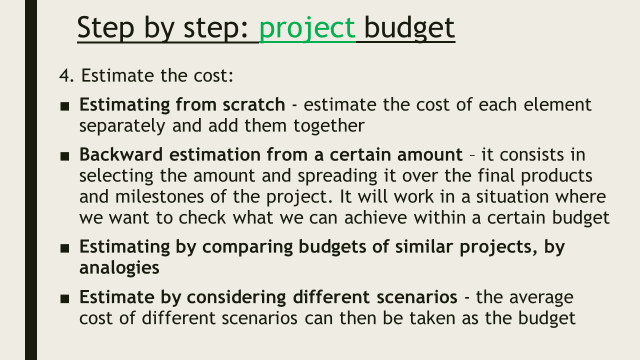 Step by step: project budget
4. Estimate the cost:
■ Estimating from scratch - estimate the cost of each element
separately and add them together
■ Backward estimation from a certain amount – it consists in
selecting the amount and spreading it over the final products
and milestones of the project. It will work in a situation where
we want to check what we can achieve within a certain budget
■ Estimating by comparing budgets of similar projects, by
analogies
■ Estimate by considering different scenarios - the average
cost of different scenarios can then be taken as the budget